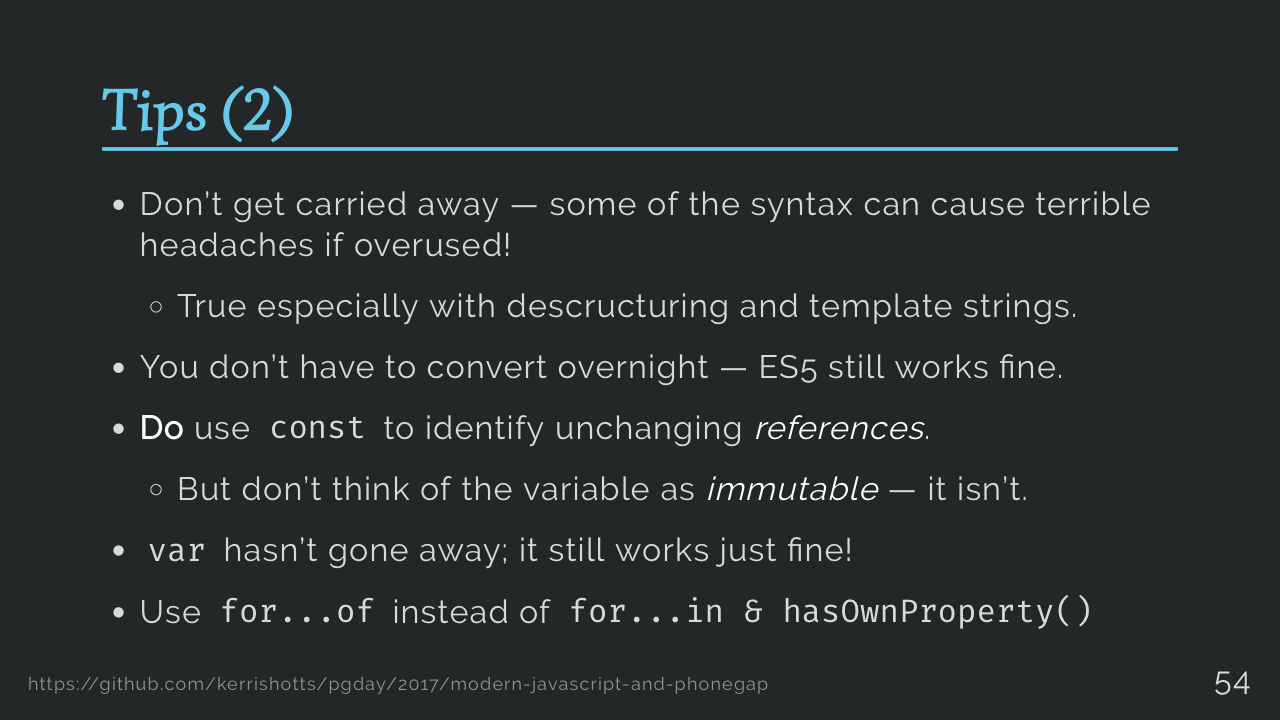 Tips (2)
• Don’t get carried away — some of the syntax can cause terrible
headaches if overused!
○ True especially with descructuring and template strings.
• You don’t have to convert overnight — ES5 still works fine.
• Do use const to identify unchanging references.
○ But don’t think of the variable as immutable — it isn’t.
• var hasn’t gone away; it still works just fine!
• Use for...of instead of for...in & hasOwnProperty()
https://github.com/kerrishotts/pgday/2017/modern-javascript-and-phonegap
54